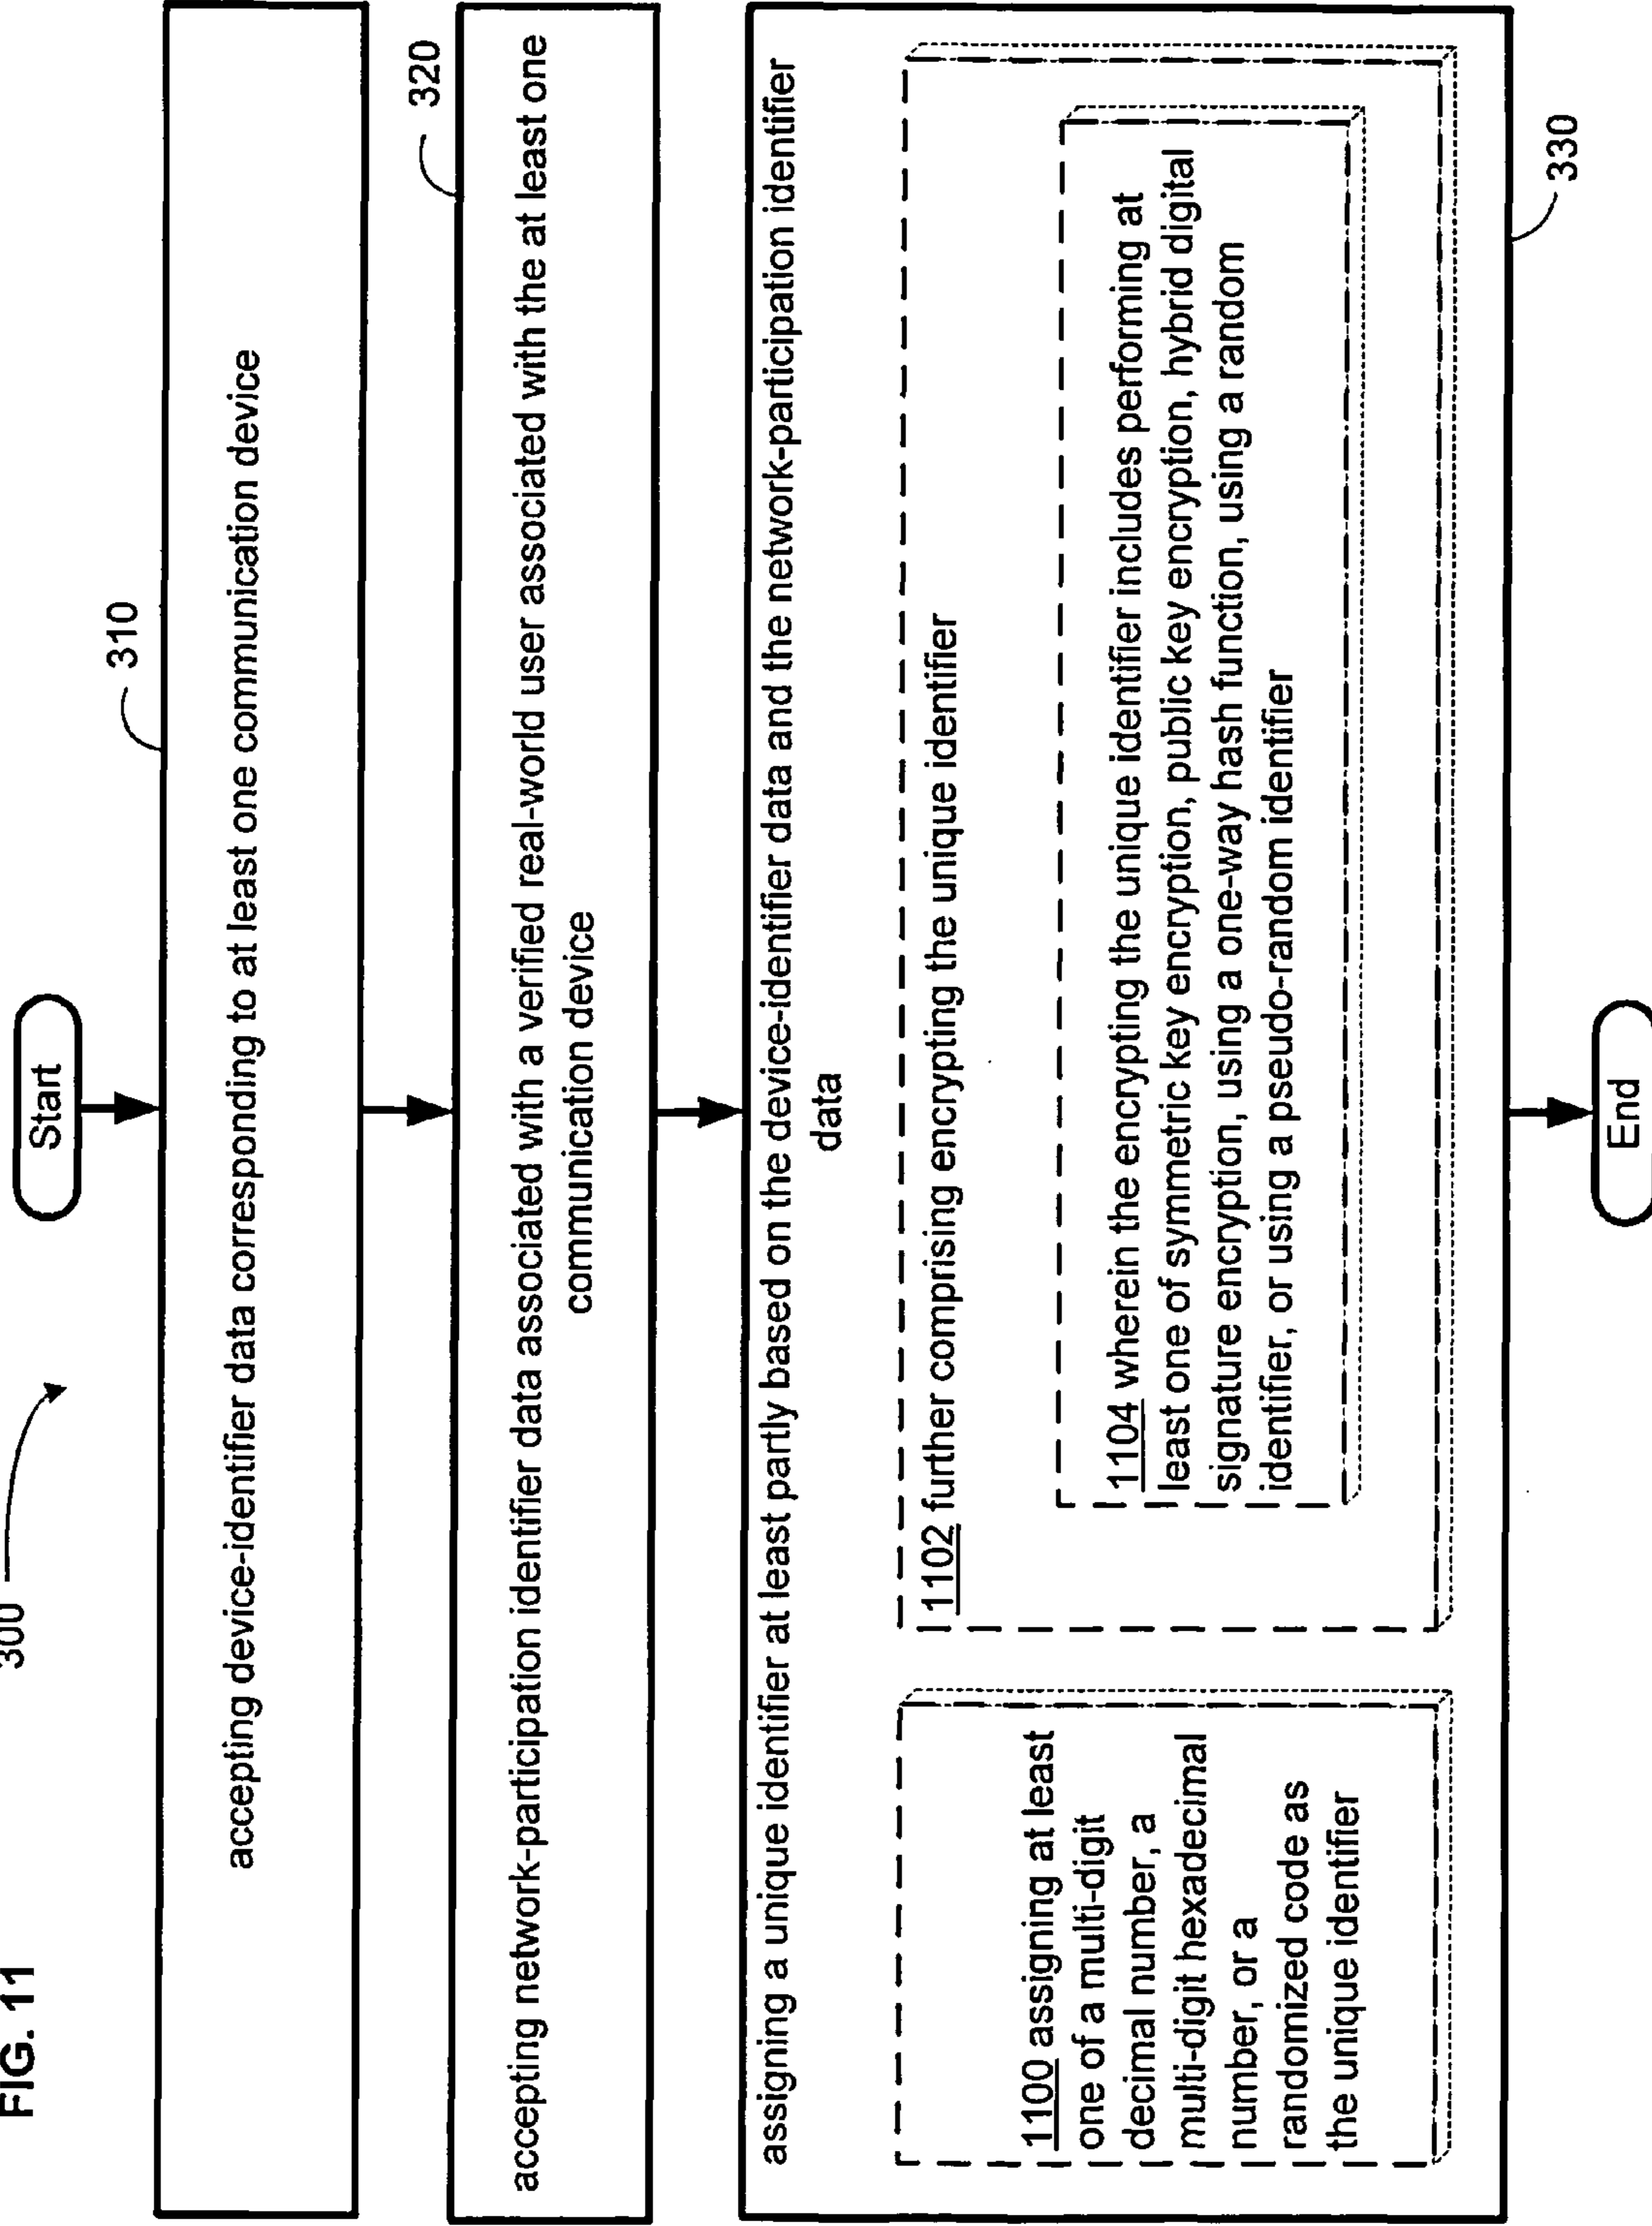 FIG. 11
300
Start
310
accepting device-identifier data corresponding to at least one communication device
320
accepting network-participation identifier data associated with a verified real-world user associated with the at least one
communication device
assigning a unique identifier at least partly based on the device-identifier data and the network-participation identifier
data
1100 assigning at least
one of a multi-digit
decimal number, a
multi-digit hexadecimal
number, or a
randomized code as
the unique identifier
1102 further comprising encrypting the unique identifier
1104 wherein the encrypting the unique identifier includes performing at
least one of symmetric key encryption, public key encryption, hybrid digital
signature encryption, using a one-way hash function, using a random
identifier, or using a pseudo-random identifier
330
End